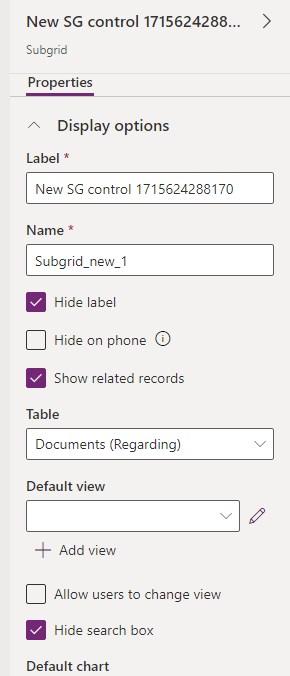 New SG control 1715624288...
Subgrid
Properties
Display options
Label *
New SG control 1715624288170
Name *
Subgrid_new_1
Hide label
Hide on phone
Show related records
Table
Documents (Regarding)
Default view
Add view
Allow users to change view
Hide search box
Default chart